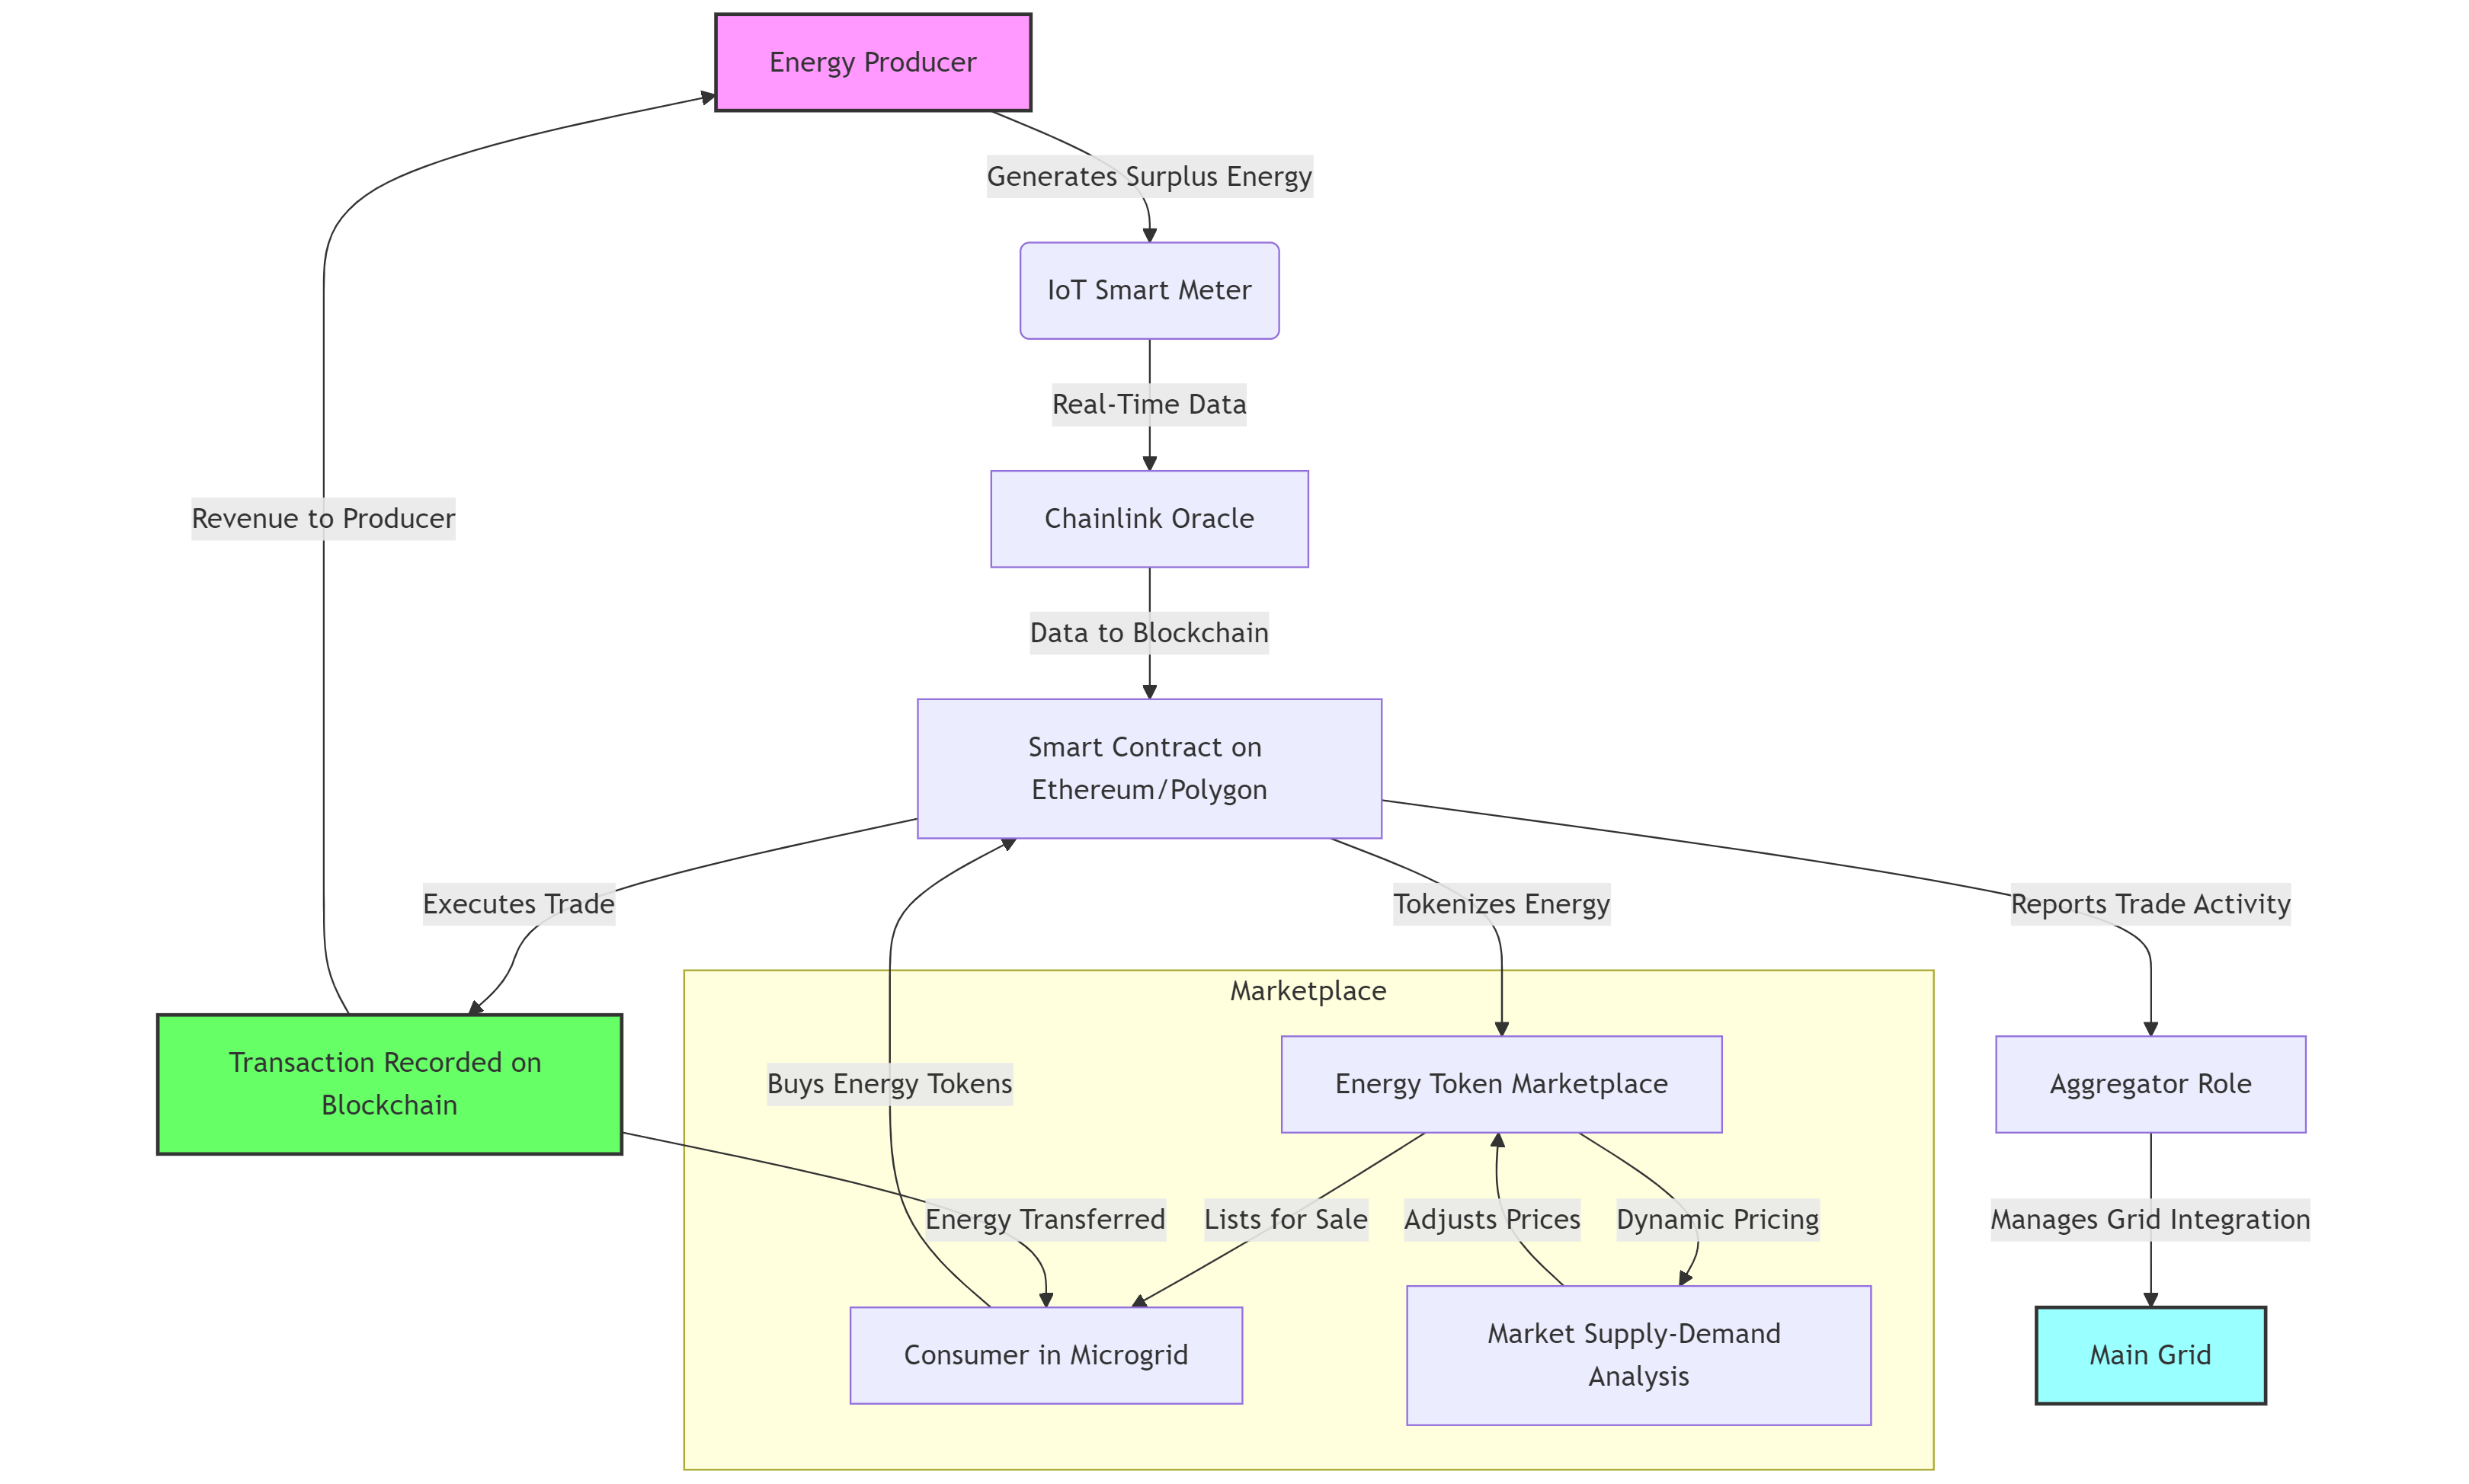 Energy Producer
Generates Surplus Energy
IoT Smart Meter
Real-Time Data
Chainlink Oracle
Revenue to Producer
Data to Blockchain
Smart Contract on
Ethereum/Polygon
Executes Trade
Tokenizes Energy
Reports Trade Activity
Marketplace
Transaction Recorded on
Blockchain
Buys Energy Tokens
Energy Token Marketplace
Aggregator Role
Energy Transferred
Lists for Sale
Adjusts Prices
Dynamic Pricing
Manages Grid Integration
Consumer in Microgrid
Market Supply-Demand
Analysis
Main Grid